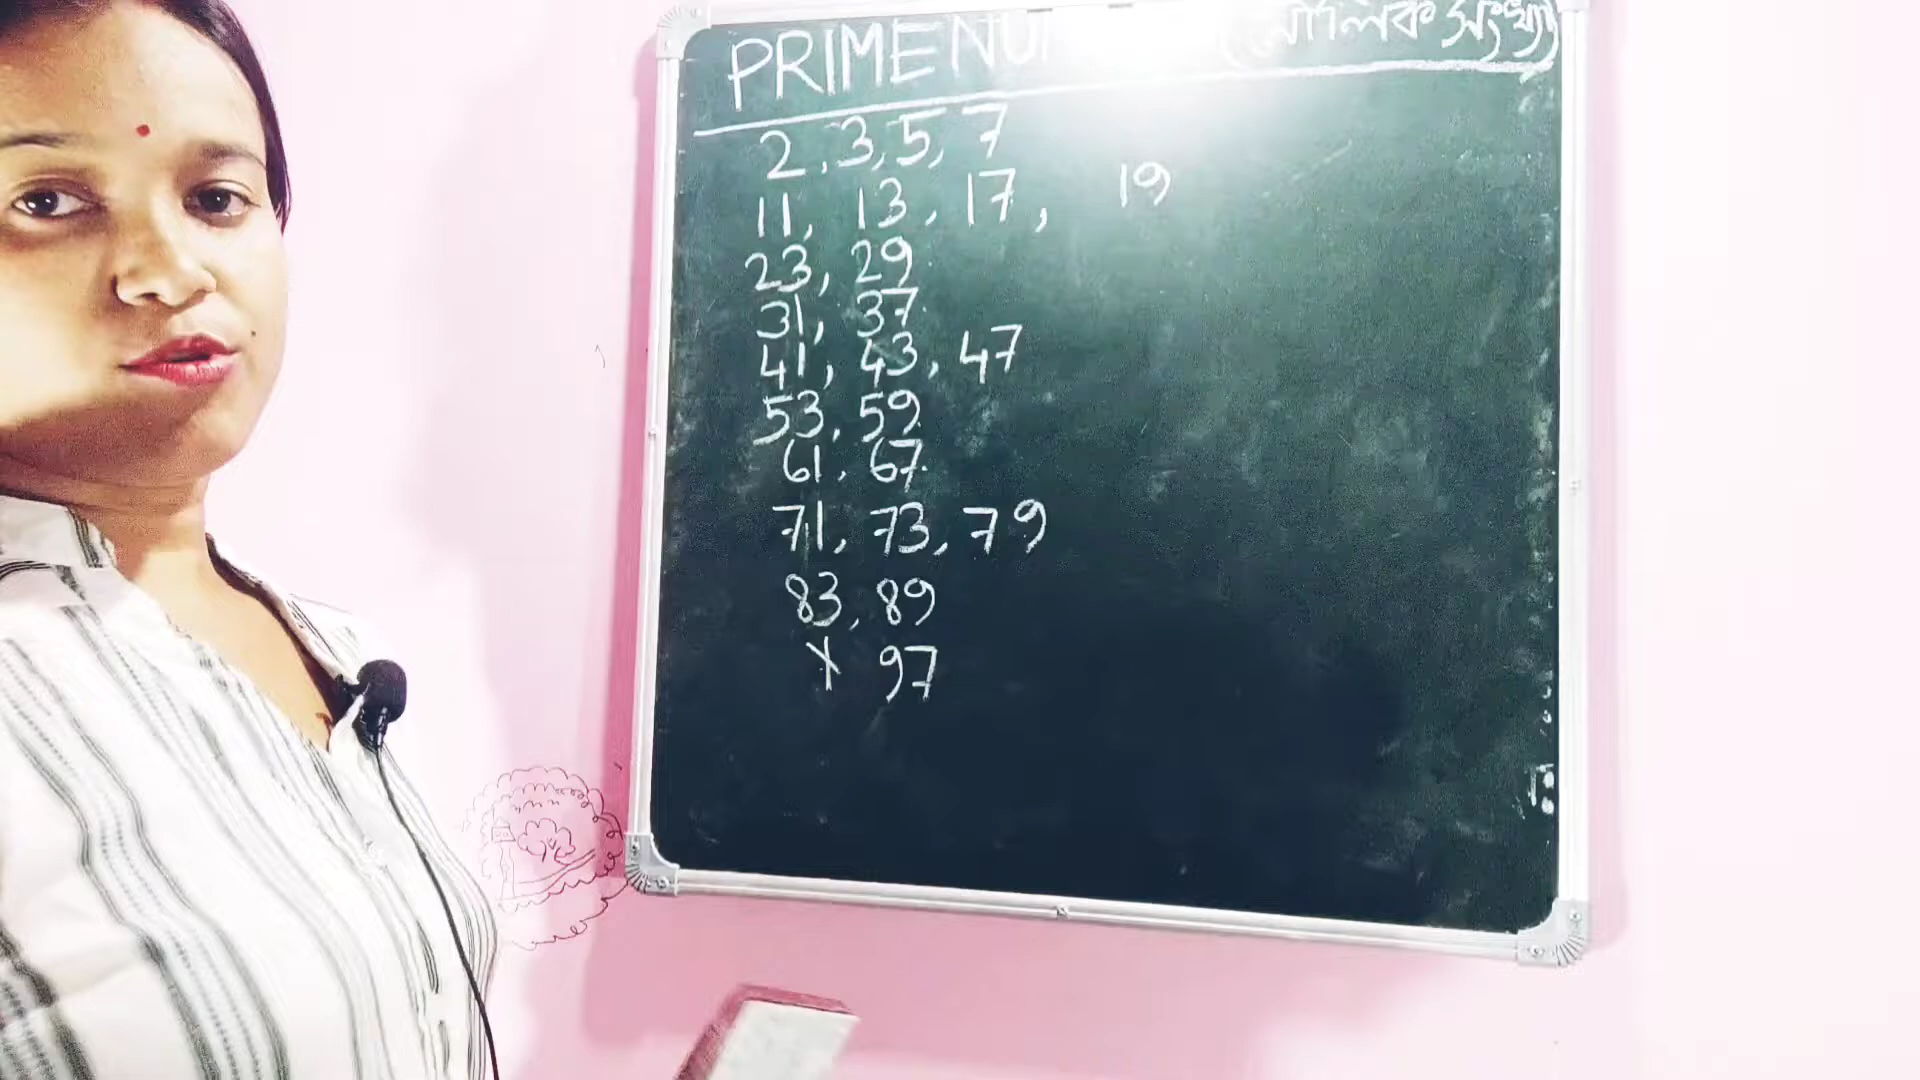 PRIME NU (মৌলিক সংখ্যা)
2, 3, 5, 7
11, 13, 17, 19
23, 29
31, 37
41, 43, 47
53, 59
61, 67
71, 73, 79
83, 89
X 97